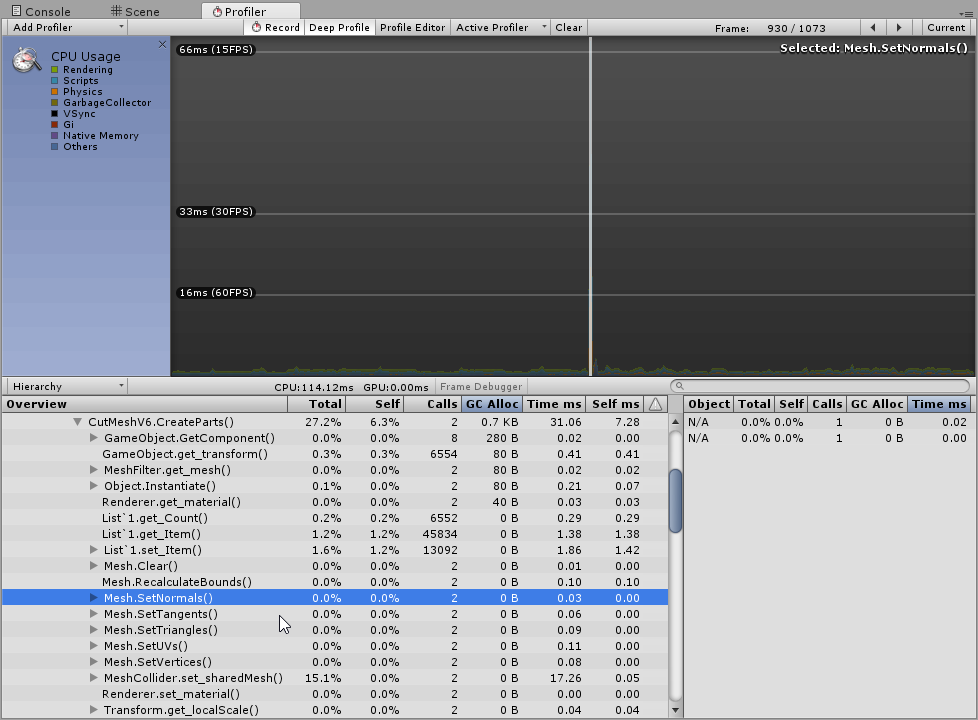 Console Scene Profiler
Add Profiler Record Deep Profile Profile Editor Active Profiler Clear Frame: 930 / 1073 Current
CPU Usage
Rendering
Scripts
Physics
GarbageCollector
VSync
Gi
Native Memory
Others
66ms (15FPS)
Selected: Mesh.SetNormals()
33ms (30FPS)
16ms (60FPS)
Hierarchy CPU:114.12ms GPU:0.00ms Frame Debugger
Overview Total Self Calls GC Alloc Time ms Self ms
CutMeshV6.CreateParts() 27.2% 6.3% 2 0.7 KB 31.06 7.28
GameObject.GetComponent() 0.0% 0.0% 8 280 B 0.02 0.00
GameObject.get_transform() 0.3% 0.3% 6554 80 B 0.41 0.41
MeshFilter.get_mesh() 0.0% 0.0% 2 80 B 0.02 0.02
Object.Instantiate() 0.1% 0.0% 2 80 B 0.21 0.07
Renderer.get_material() 0.0% 0.0% 2 40 B 0.03 0.03
List`1.get_Count() 0.2% 0.2% 6552 0 B 0.29 0.29
List`1.get_Item() 1.2% 1.2% 45834 0 B 1.38 1.38
List`1.set_Item() 1.6% 1.2% 13092 0 B 1.86 1.42
Mesh.Clear() 0.0% 0.0% 2 0 B 0.01 0.00
Mesh.RecalculateBounds() 0.0% 0.0% 2 0 B 0.10 0.10
Mesh.SetNormals() 0.0% 0.0% 2 0 B 0.03 0.00
Mesh.SetTangents() 0.0% 0.0% 2 0 B 0.06 0.00
Mesh.SetTriangles() 0.0% 0.0% 2 0 B 0.09 0.00
Mesh.SetUVs() 0.0% 0.0% 2 0 B 0.11 0.00
Mesh.SetVertices() 0.0% 0.0% 2 0 B 0.08 0.00
MeshCollider.set_sharedMesh() 15.1% 0.0% 2 0 B 17.26 0.05
Renderer.set_material() 0.0% 0.0% 2 0 B 0.00 0.00
Transform.get_localScale() 0.0% 0.0% 2 0 B 0.04 0.04
Object Total Self Calls GC Alloc Time ms
N/A 0.0% 0.0% 1 0 B 0.02
N/A 0.0% 0.0% 1 0 B 0.00